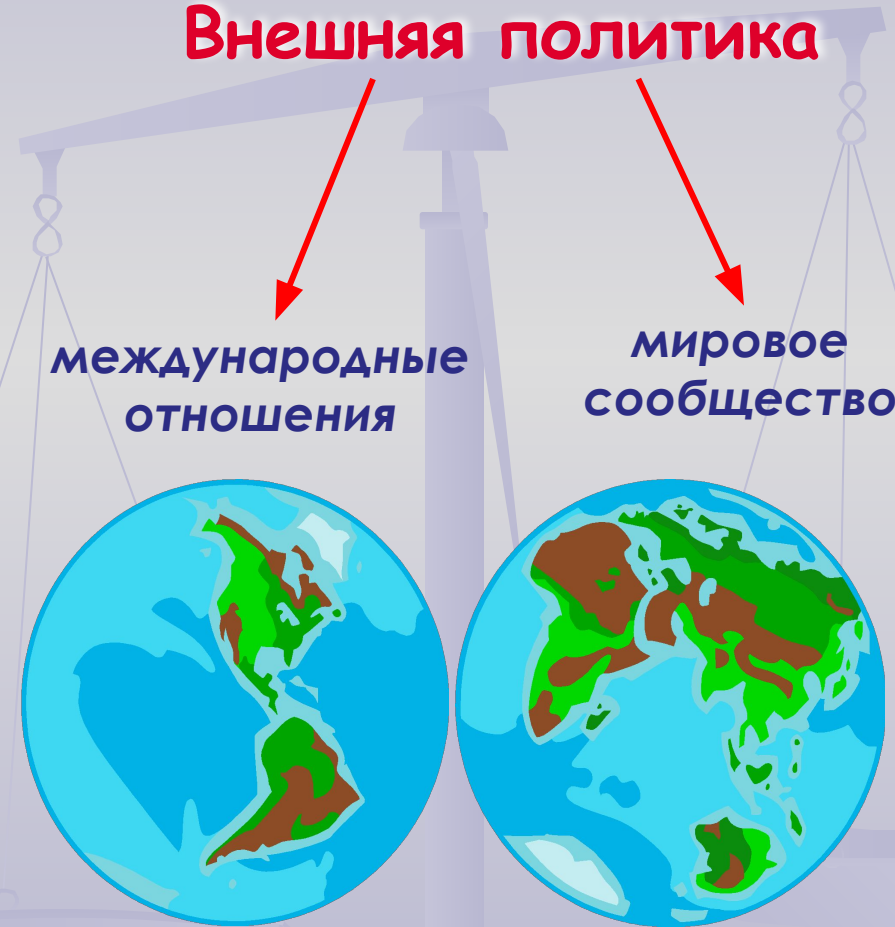 Внешняя политика
международные
отношения
мировое
сообщество